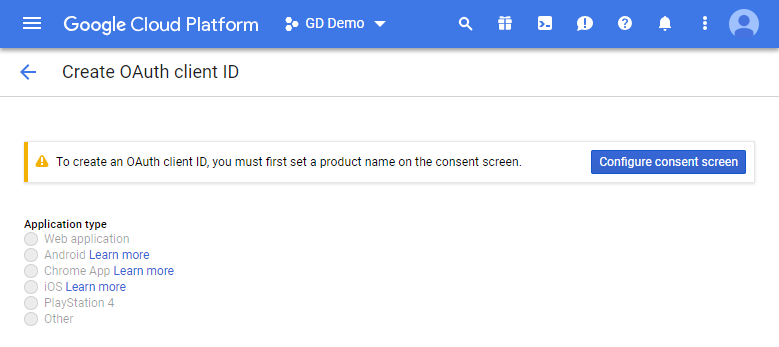 Google Cloud Platform GD Demo
Create OAuth client ID
To create an OAuth client ID, you must first set a product name on the consent screen. Configure consent screen
Application type
Web application
Android Learn more
Chrome App Learn more
iOS Learn more
PlayStation 4
Other